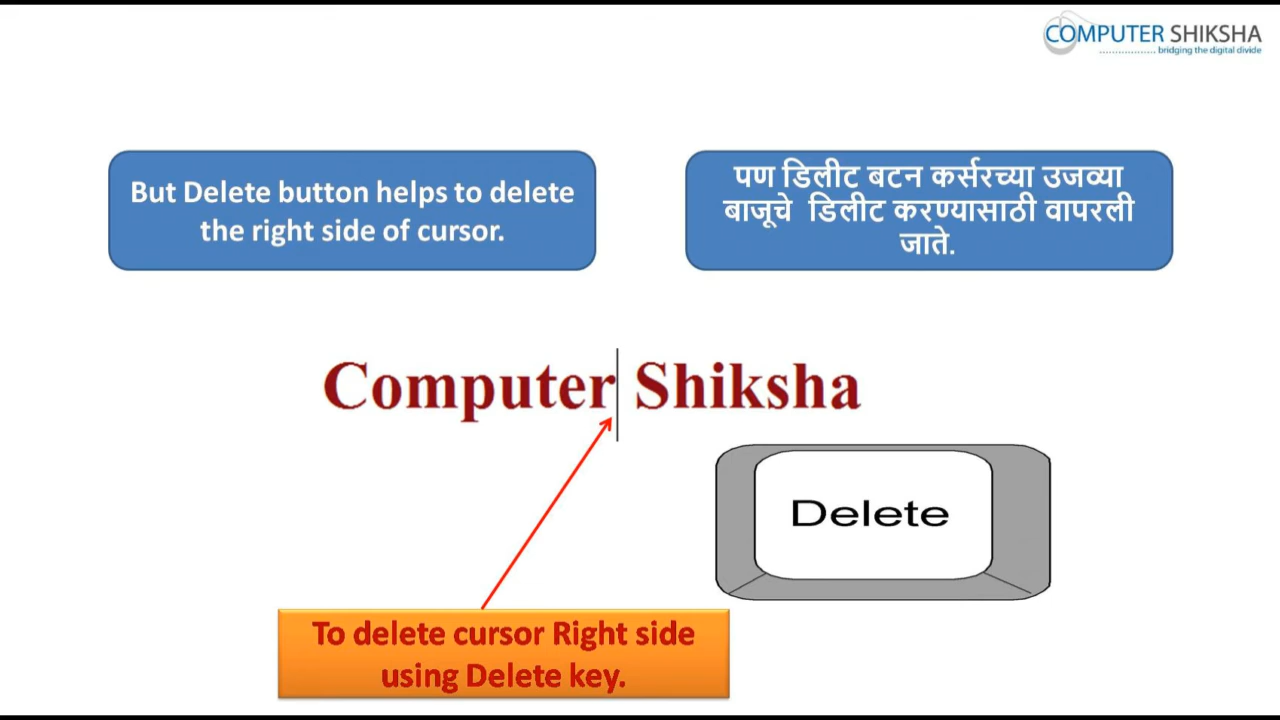 COMPUTER SHIKSHA
bridging the digital divide
But Delete button helps to delete
the right side of cursor.
पण डिलीट बटन कर्सरच्या उजव्या
बाजूचे डिलीट करण्यासाठी वापरली
जाते.
Computer Shiksha
Delete
To delete cursor Right side
using Delete key.